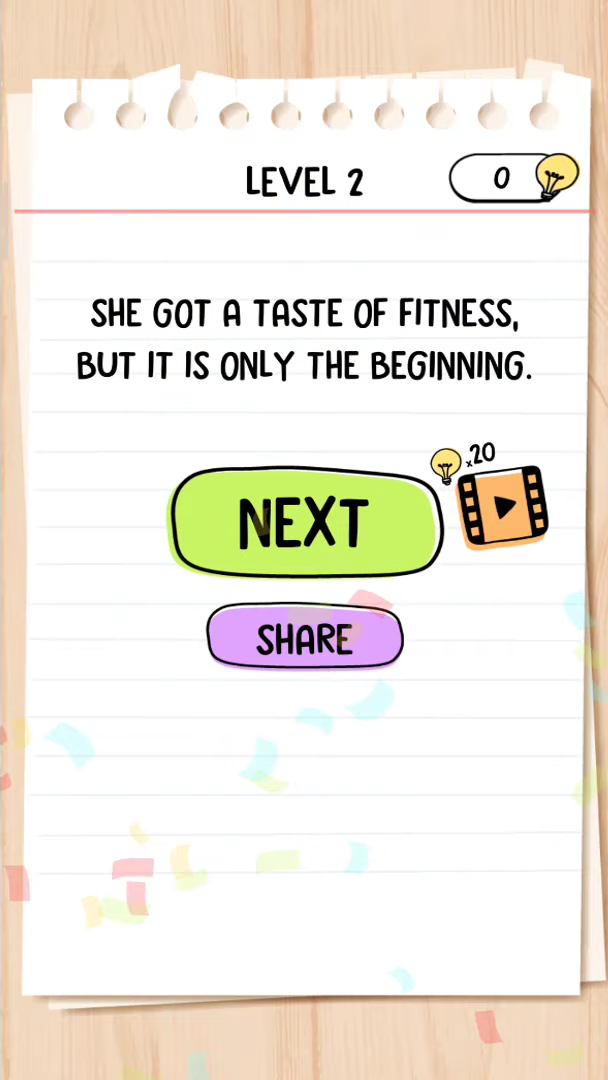 LEVEL 2
0
SHE GOT A TASTE OF FITNESS,
BUT IT IS ONLY THE BEGINNING.
x20
NEXT
SHARE